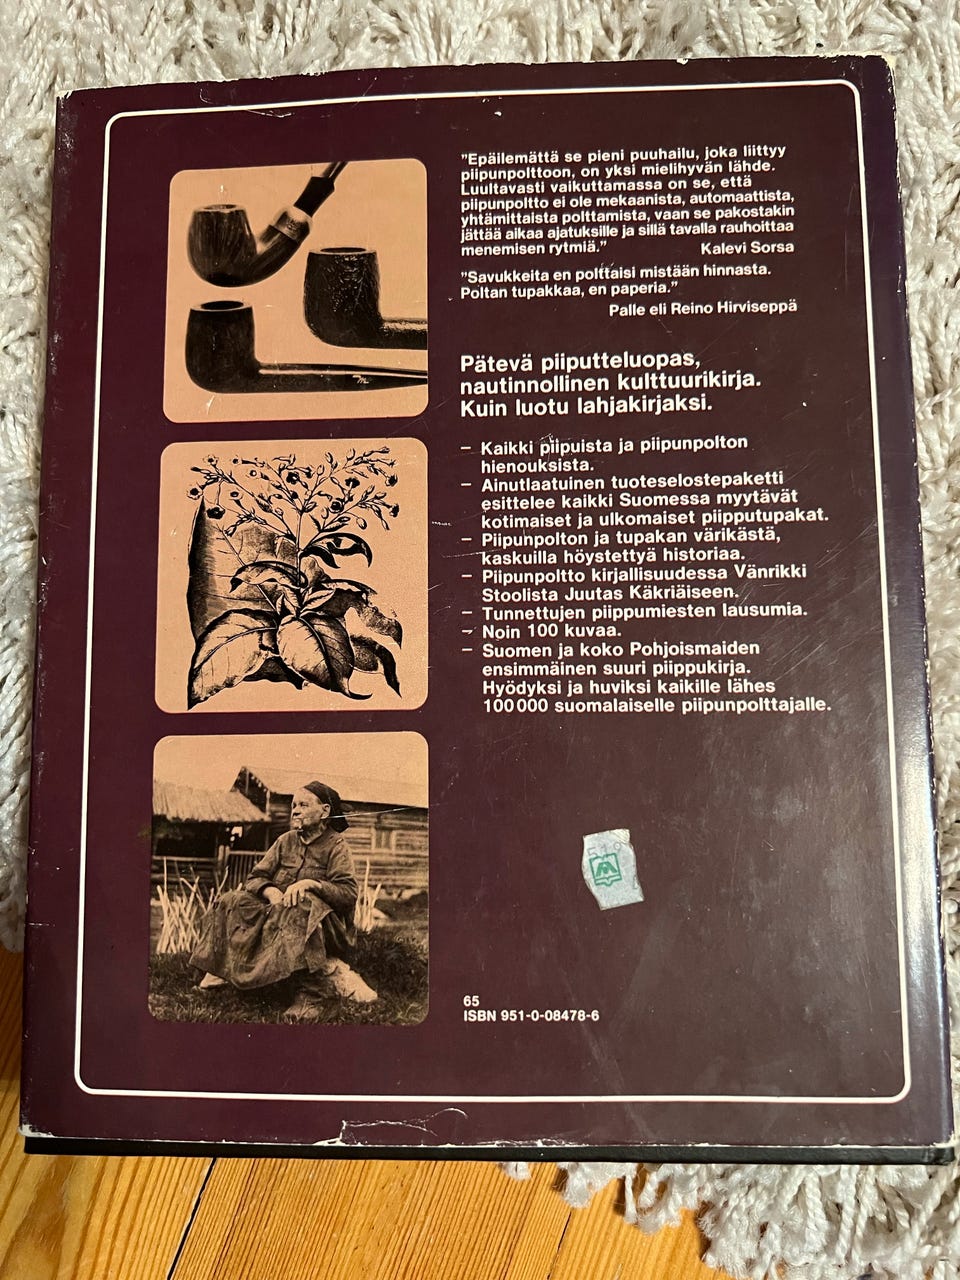 "Epäilemättä se pieni puuhailu, joka liittyy
piipunpolttoon, on yksi mielihyvän lähde.
Luultavasti vaikuttamassa on se, että
piipunpoltto ei ole mekaanista, automaattista,
yhtämittaista polttamista, vaan se pakostakin
jättää aikaa ajatuksille ja sillä tavalla rauhoittaa
menemisen rytmiä." Kalevi Sorsa
"Savukkeita en polttaisi mistään hinnasta.
Poltan tupakkaa, en paperia."
Palle eli Reino Hirviseppä
Pätevä piiputteluopas,
nautinnollinen kulttuurikirja.
Kuin luotu lahjakirjaksi.
– Kaikki piipuista ja piipunpolton
hienouksista.
– Ainutlaatuinen tuoteselostepaketti
esittelee kaikki Suomessa myytävät
kotimaiset ja ulkomaiset piipputupakat.
– Piipunpolton ja tupakan värikästä,
kaskuilla höystettyä historiaa.
– Piipunpoltto kirjallisuudessa Vänrikki
Stoolista Juutas Käkriäiseen.
– Tunnettujen piippumiesten lausumia.
– Noin 100 kuvaa.
– Suomen ja koko Pohjoismaiden
ensimmäinen suuri piippukirja.
Hyödyksi ja huviksi kaikille lähes
100 000 suomalaiselle piipunpolttajalle.
65
ISBN 951-0-08478-6